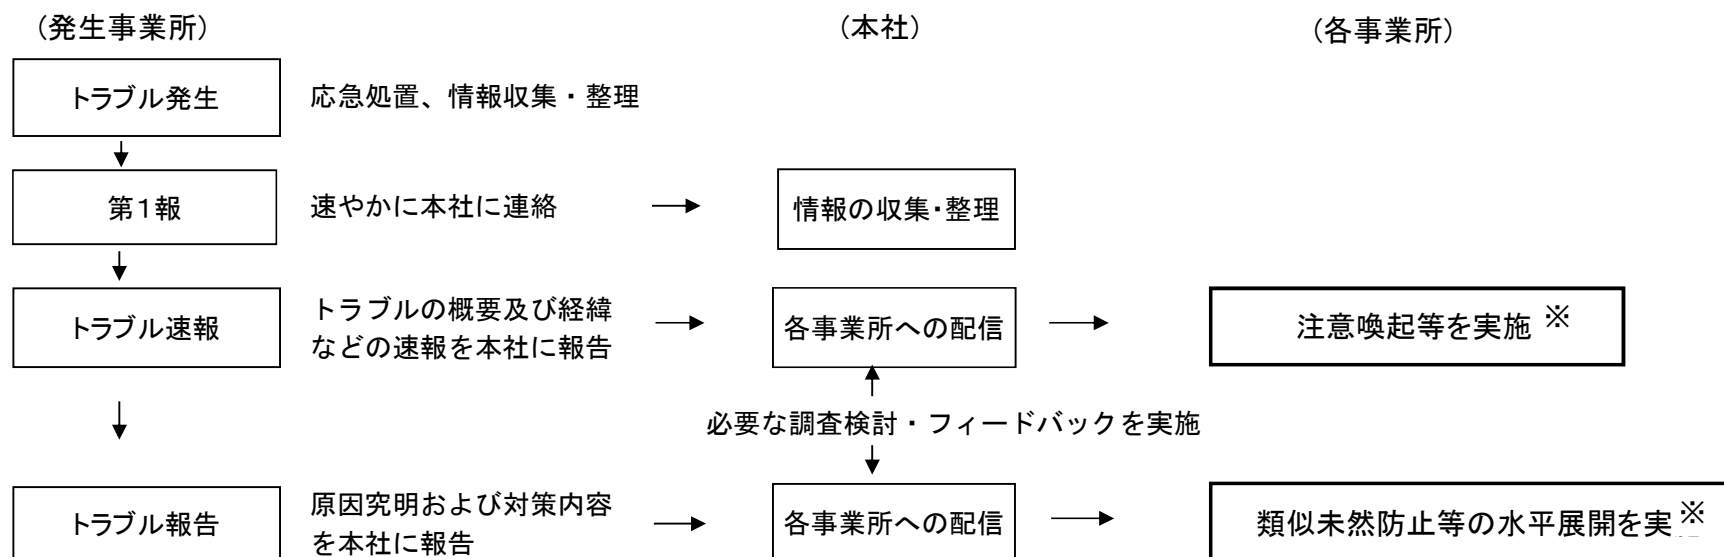 (発生事業所)
(本社)
(各事業所)
トラブル発生
応急処置、情報収集・整理
第1報
速やかに本社に連絡
情報の収集・整理
トラブル速報
トラブルの概要及び経緯
などの速報を本社に報告
各事業所への配信
注意喚起等を実施 ※
必要な調査検討・フィードバックを実施
トラブル報告
原因究明および対策内容
を本社に報告
各事業所への配信
類似未然防止等の水平展開を実 ※